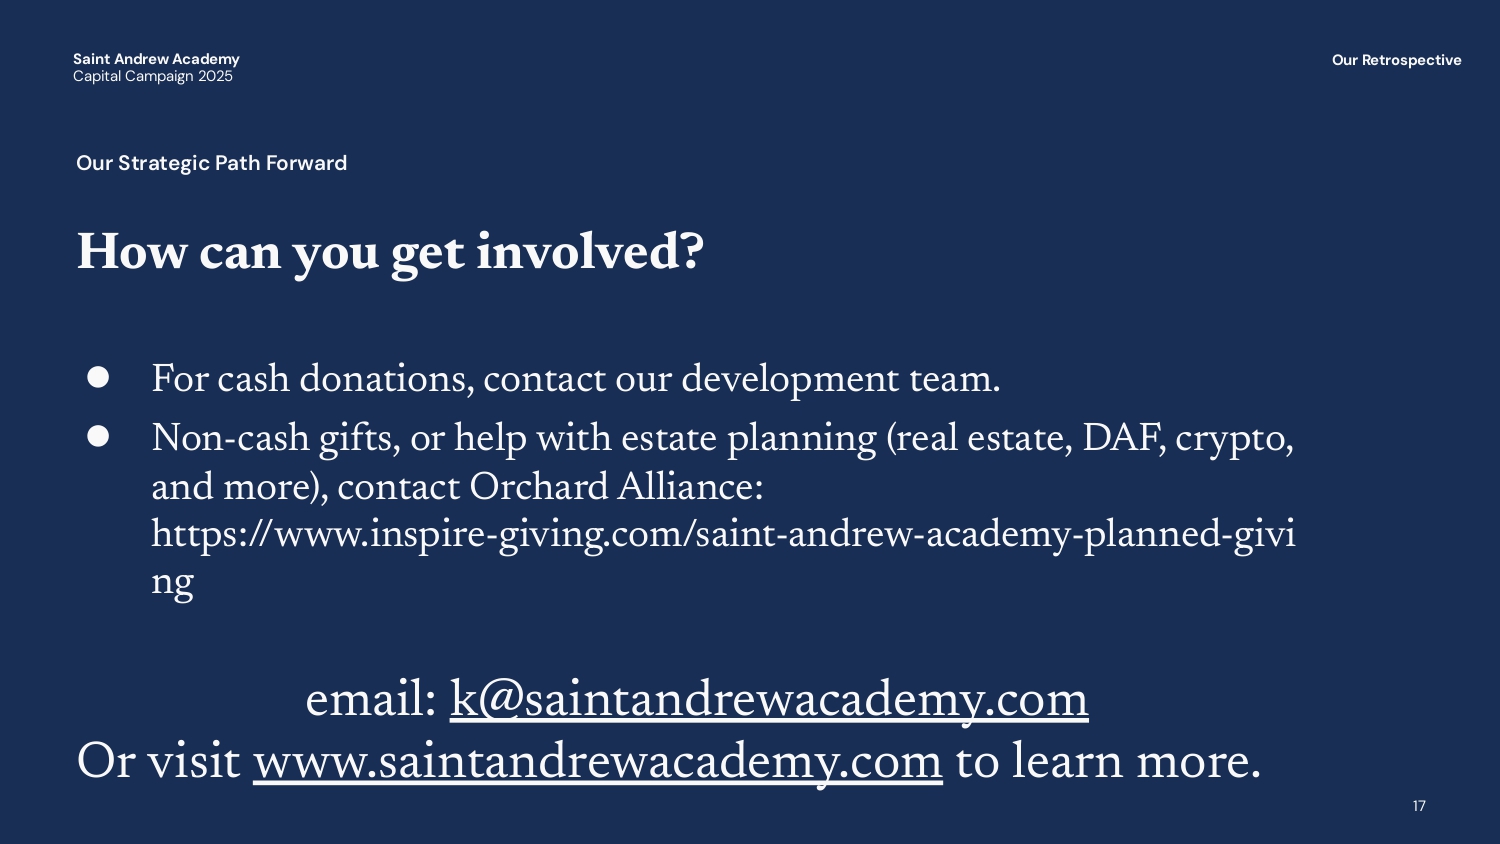 Saint Andrew Academy
Capital Campaign 2025
Our Retrospective
Our Strategic Path Forward
How can you get involved?
● For cash donations, contact our development team.
● Non-cash gifts, or help with estate planning (real estate, DAF, crypto,
and more), contact Orchard Alliance:
https://www.inspire-giving.com/saint-andrew-academy-planned-givi
ng
email: k@saintandrewacademy.com
Or visit www.saintandrewacademy.com to learn more.
17